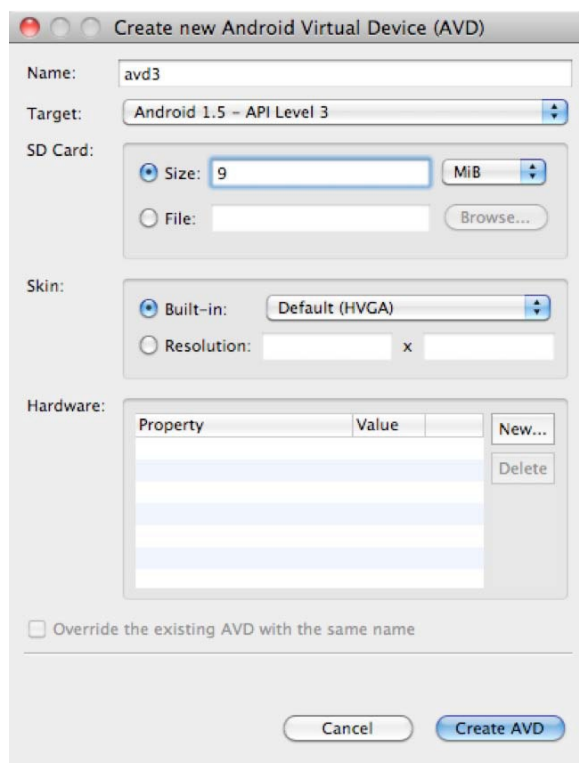 Create new Android Virtual Device (AVD)
Name: avd3
Target: Android 1.5 – API Level 3
SD Card:
Size: 9 MiB
File: Browse...
Skin:
Built-in: Default (HVGA)
Resolution: x
Hardware:
Property Value New...
Delete
Override the existing AVD with the same name
Cancel Create AVD